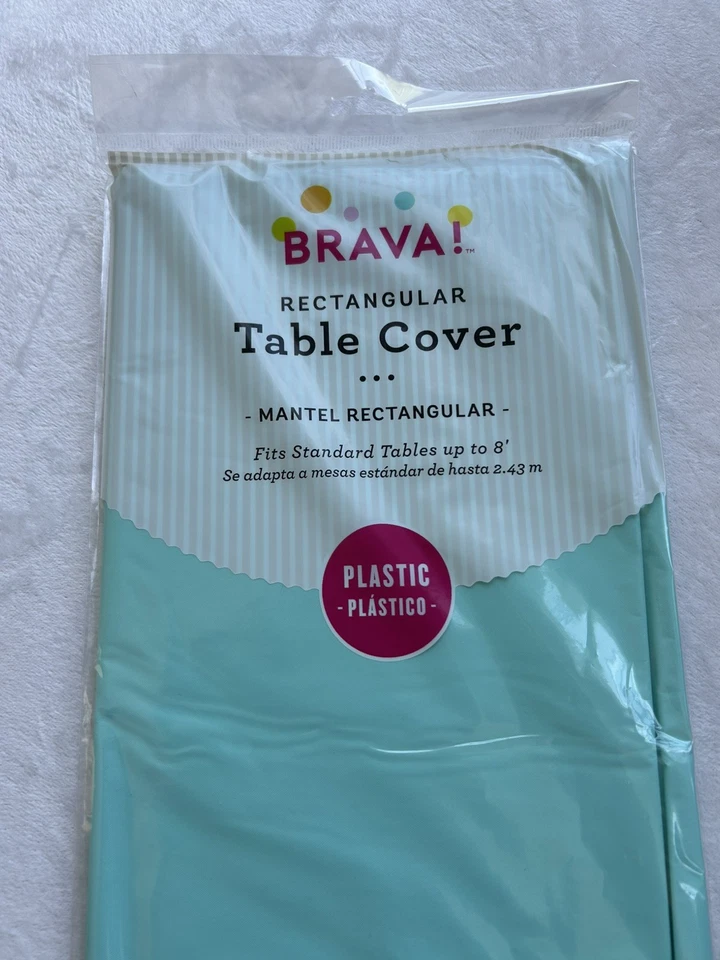 BRAVA!™
RECTANGULAR
Table Cover
...
- MANTEL RECTANGULAR -
Fits Standard Tables up to 8'
Se adapta a mesas estándar de hasta 2.43 m
PLASTIC
- PLÁSTICO -